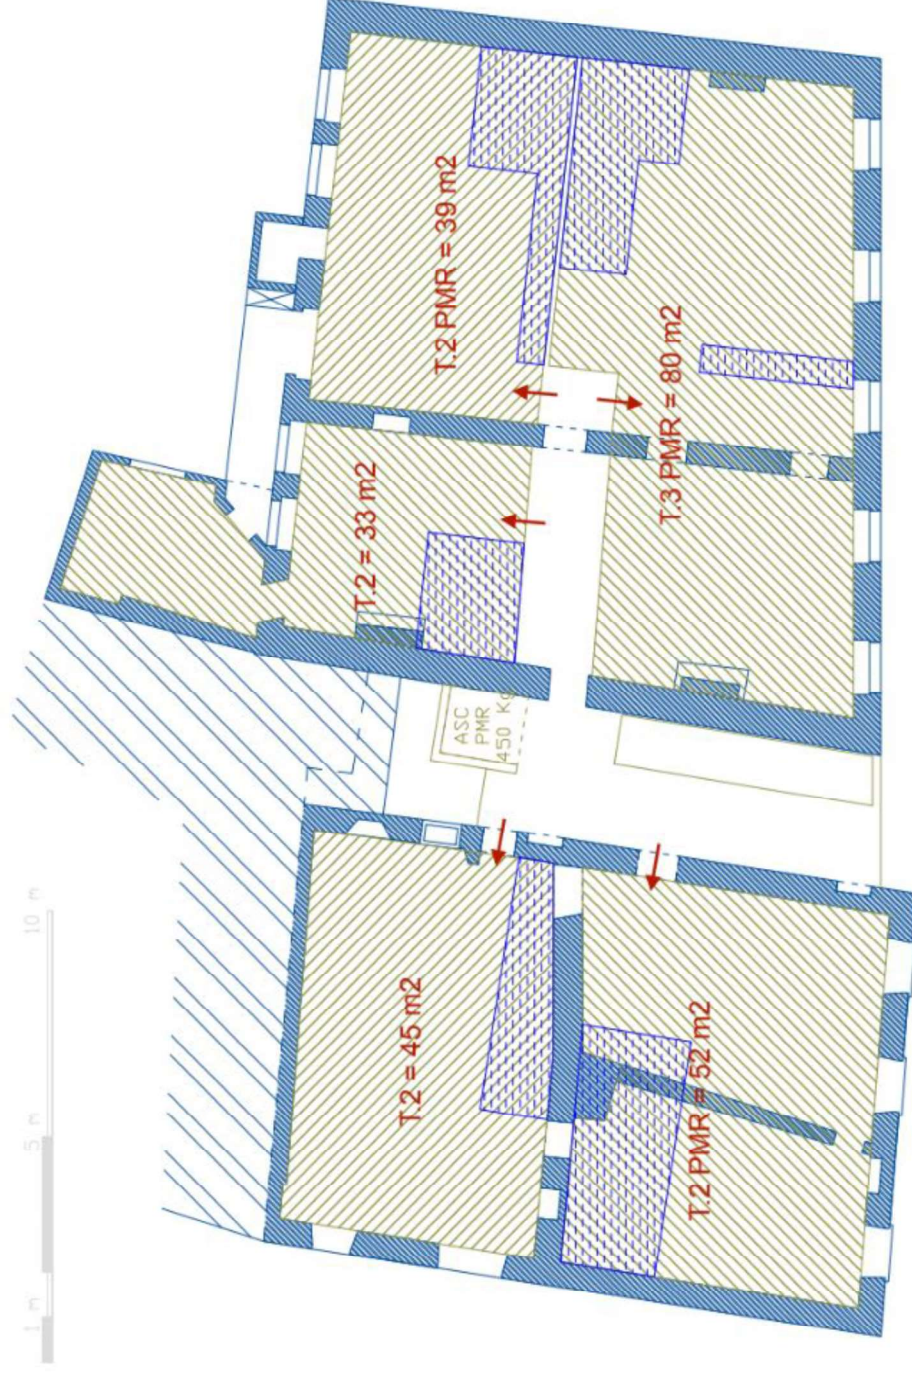 T.2 PMR = 39 m2
T.3 PMR = 80 m2
T.2 = 33 m2
ASC
PMR
450 Kg
T.2 = 45 m2
T.2 PMR = 52 m2
1 m
5 m
10 m